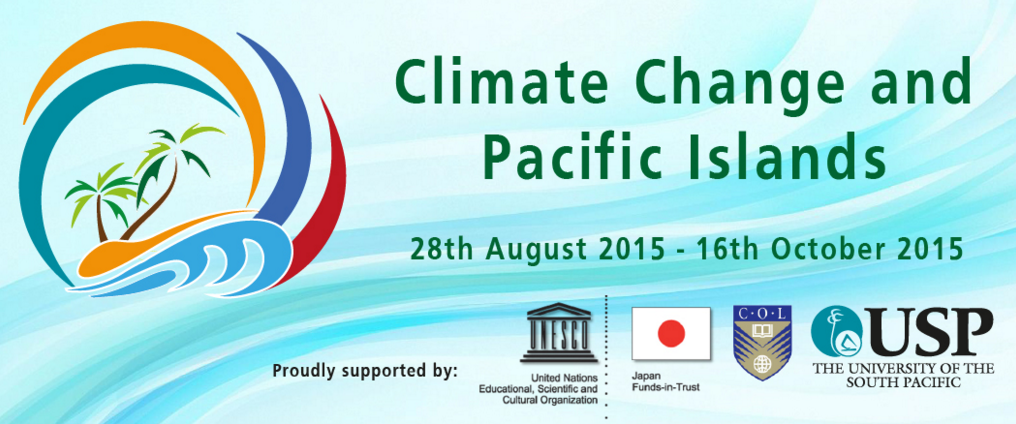 Climate Change and
Pacific Islands
28th August 2015 - 16th October 2015
Proudly supported by:
UNESCO
United Nations
Educational, Scientific and
Cultural Organization
Japan
Funds-in-Trust
C·O·L
USP
THE UNIVERSITY OF THE
SOUTH PACIFIC